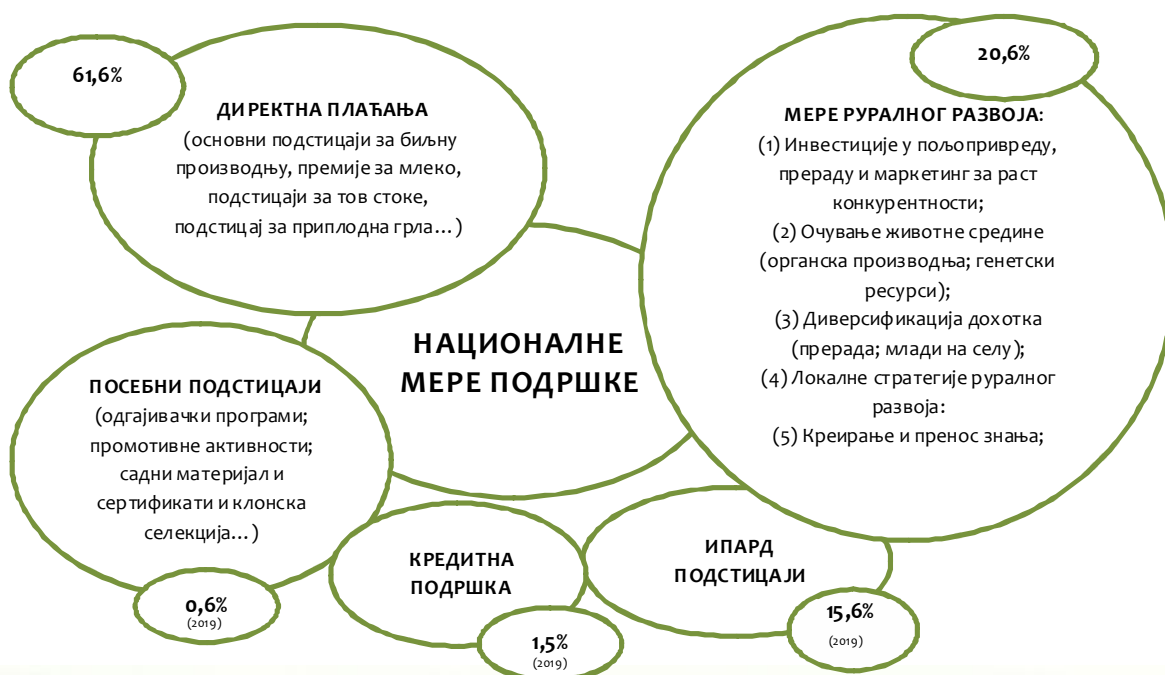 61,6%
ДИРЕКТНА ПЛАЋАЊА
(основни подстицаји за биљну
производњу, премије за млеко,
подстицаји за тов стоке,
подстицај за приплодна грла...)
20,6%
МЕРЕ РУРАЛНОГ РАЗВОЈА:
(1) Инвестиције у пољопривреду,
прераду и маркетинг за раст
конкурентности;
(2) Очување животне средине
(органска производња; генетски
ресурси);
(3) Диверсификација дохотка
(прерада; млади на селу);
(4) Локалне стратегије руралног
развоја:
(5) Креирање и пренос знања;
НАЦИОНАЛНЕ
МЕРЕ ПОДРШКЕ
ПОСЕБНИ ПОДСТИЦАЈИ
(одгајивачки програми;
промотивне активности;
садни материјал и
сертификати и клонска
селекција...)
0,6%
(2019)
КРЕДИТНА
ПОДРШКА
1,5%
(2019)
ИПАРД
ПОДСТИЦАЈИ
15,6%
(2019)